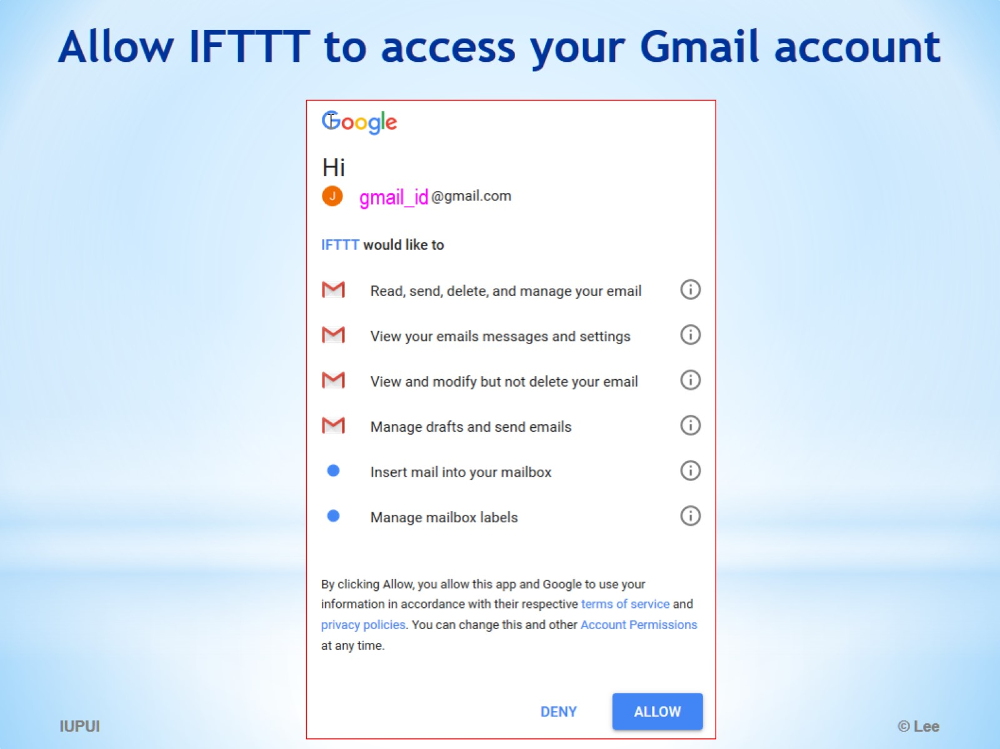 Allow IFTTT to access your Gmail account
Google
Hi
J gmail_id @gmail.com
IFTTT would like to
Read, send, delete, and manage your email
View your emails messages and settings
View and modify but not delete your email
Manage drafts and send emails
Insert mail into your mailbox
Manage mailbox labels
By clicking Allow, you allow this app and Google to use your
information in accordance with their respective terms of service and
privacy policies. You can change this and other Account Permissions
at any time.
DENY ALLOW
IUPUI
© Lee